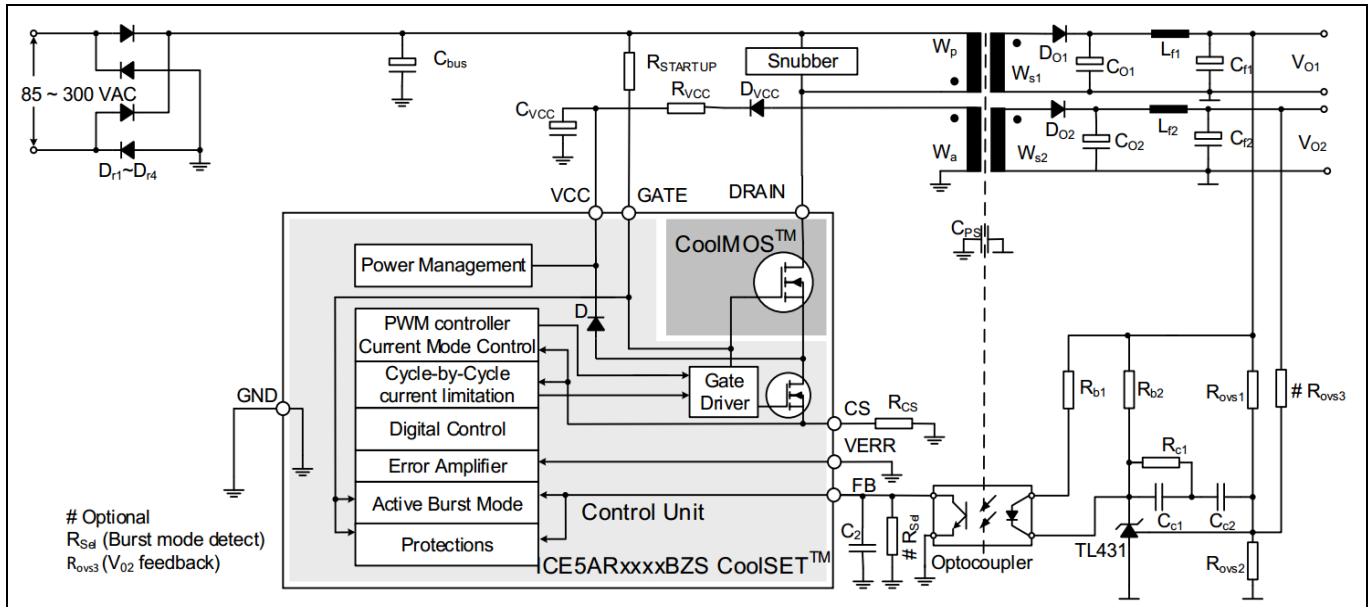 85 ~ 300 VAC
Dr1~Dr4
Cbus
RSTARTUP
Snubber
RVCC
DVCC
CVCC
Wp
Wa
Ws1
Ws2
DO1
CO1
Lf1
Cf1
VO1
DO2
CO2
Lf2
Cf2
VO2
VCC
GATE
DRAIN
CPS
CoolMOS™
Power Management
D
PWM controller
Current Mode Control
Cycle-by-Cycle
current limitation
Digital Control
Error Amplifier
Active Burst Mode
Protections
Gate
Driver
GND
CS
RCS
VERR
FB
Control Unit
C2
# RSel
ICE5ARxxxxBZS CoolSET™
Optocoupler
Rb1
Rb2
Rovs1
# Rovs3
Rc1
Cc1
Cc2
TL431
Rovs2
# Optional
RSel (Burst mode detect)
Rovs3 (V02 feedback)